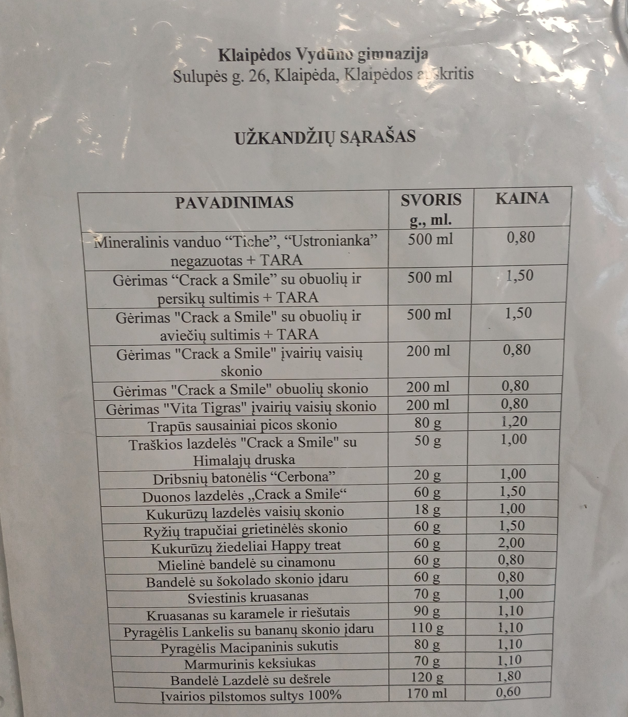 Klaipėdos Vydūno gimnazija
Sulupės g. 26, Klaipėda, Klaipėdos apskritis
UŽKANDŽIŲ SĄRAŠAS
PAVADINIMAS SVORIS g., ml. KAINA
Mineralinis vanduo “Tiche”, “Ustronianka” 500 ml 0,80
negazuotas + TARA
Gėrimas “Crack a Smile” su obuolių ir 500 ml 1,50
persikų sultimis + TARA
Gėrimas "Crack a Smile" su obuolių ir 500 ml 1,50
aviečių sultimis + TARA
Gėrimas "Crack a Smile" įvairių vaisių 200 ml 0,80
skonio
Gėrimas "Crack a Smile" obuolių skonio 200 ml 0,80
Gėrimas "Vita Tigras" įvairių vaisių skonio 200 ml 0,80
Trapūs sausainiai picos skonio 80 g 1,20
Traškios lazdelės "Crack a Smile" su 50 g 1,00
Himalajų druska
Dribsnių batonėlis “Cerbona” 20 g 1,00
Duonos lazdelės „Crack a Smile“ 60 g 1,50
Kukurūzų lazdelės vaisių skonio 18 g 1,00
Ryžių trapučiai grietinėlės skonio 60 g 1,50
Kukurūzų žiedeliai Happy treat 60 g 2,00
Mielinė bandelė su cinamonu 60 g 0,80
Bandelė su šokolado skonio įdaru 60 g 0,80
Sviestinis kruasanas 70 g 1,00
Kruasanas su karamele ir riešutais 90 g 1,10
Pyragėlis Lankelis su bananų skonio įdaru 110 g 1,10
Pyragėlis Macipaninis sukutis 80 g 1,10
Marmurinis keksiukas 70 g 1,10
Bandelė Lazdelė su dešrele 120 g 1,80
Įvairios pilstomos sultys 100% 170 ml 0,60